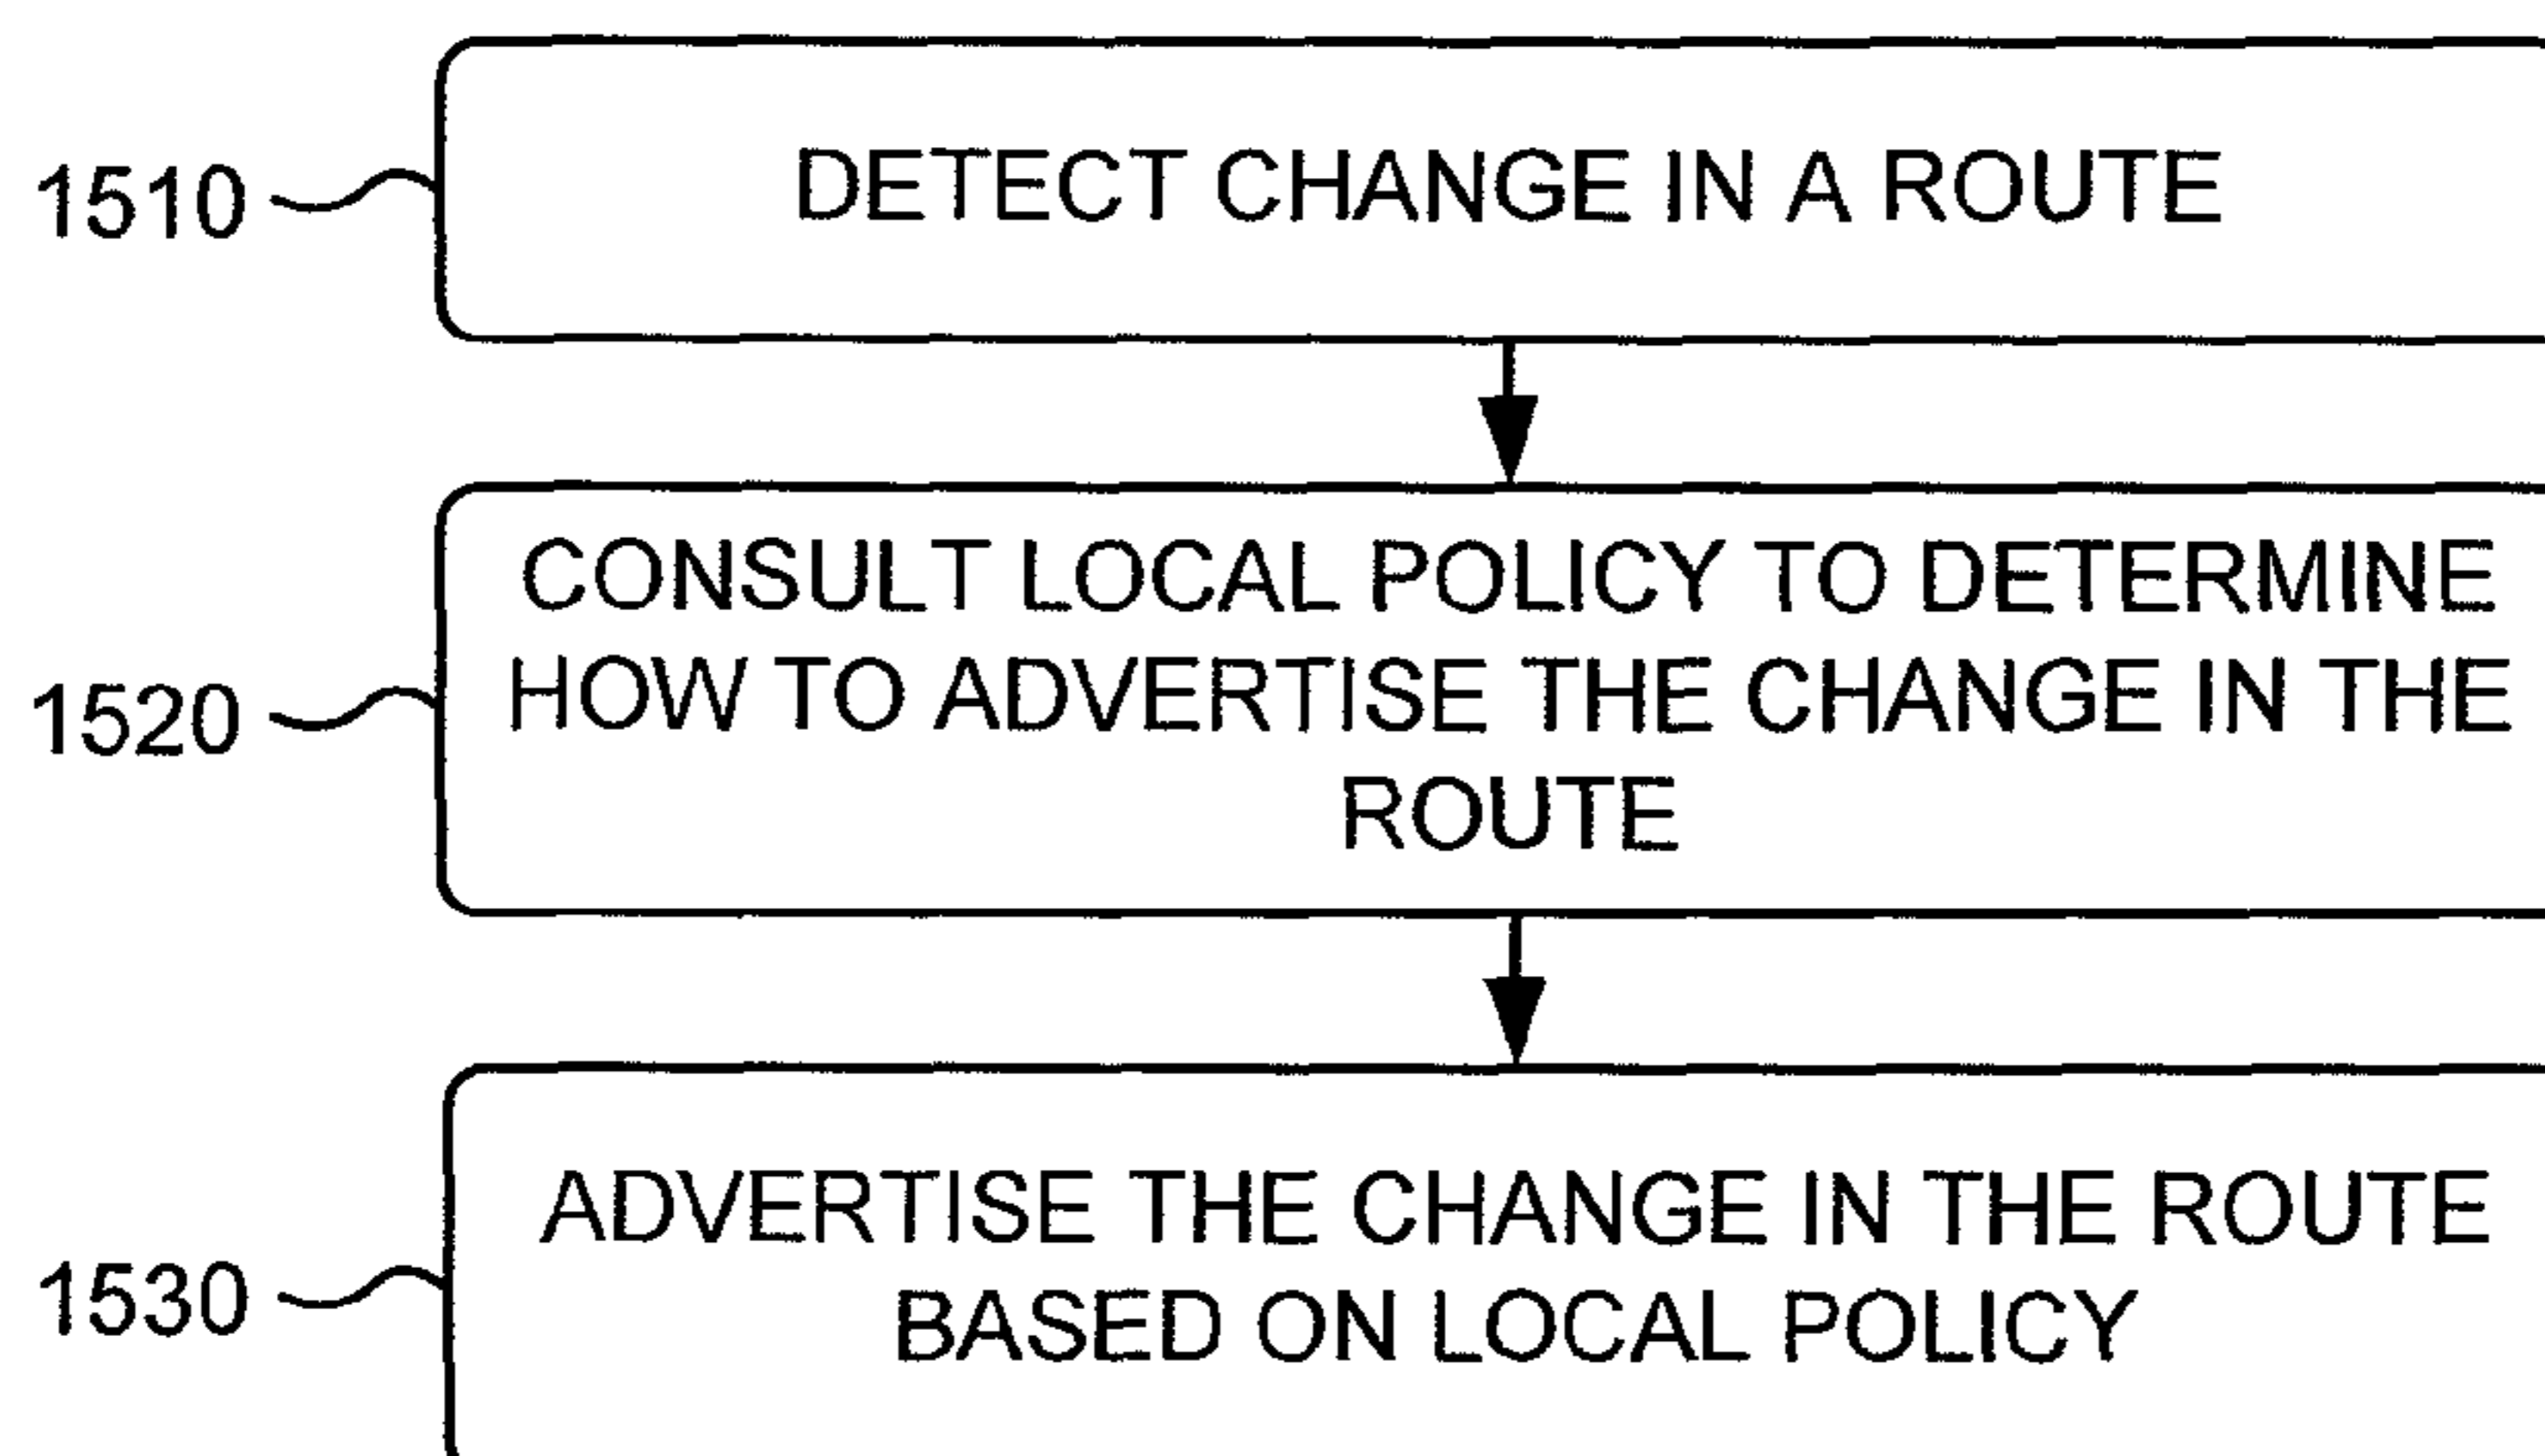 1510
DETECT CHANGE IN A ROUTE
1520
CONSULT LOCAL POLICY TO DETERMINE
HOW TO ADVERTISE THE CHANGE IN THE
ROUTE
1530
ADVERTISE THE CHANGE IN THE ROUTE
BASED ON LOCAL POLICY